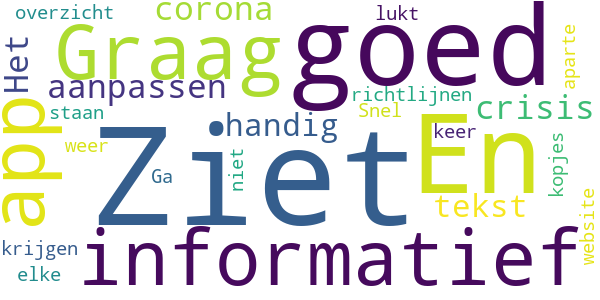 overzicht
corona
lukt
Graag
goed
Het
aanpassen
aparte
richtlijnen
app
staan
Snel
crisis
handig
En
weer
Ziet
keer
Ga
niet
kopjes
tekst
website
krijgen
informatief
elke